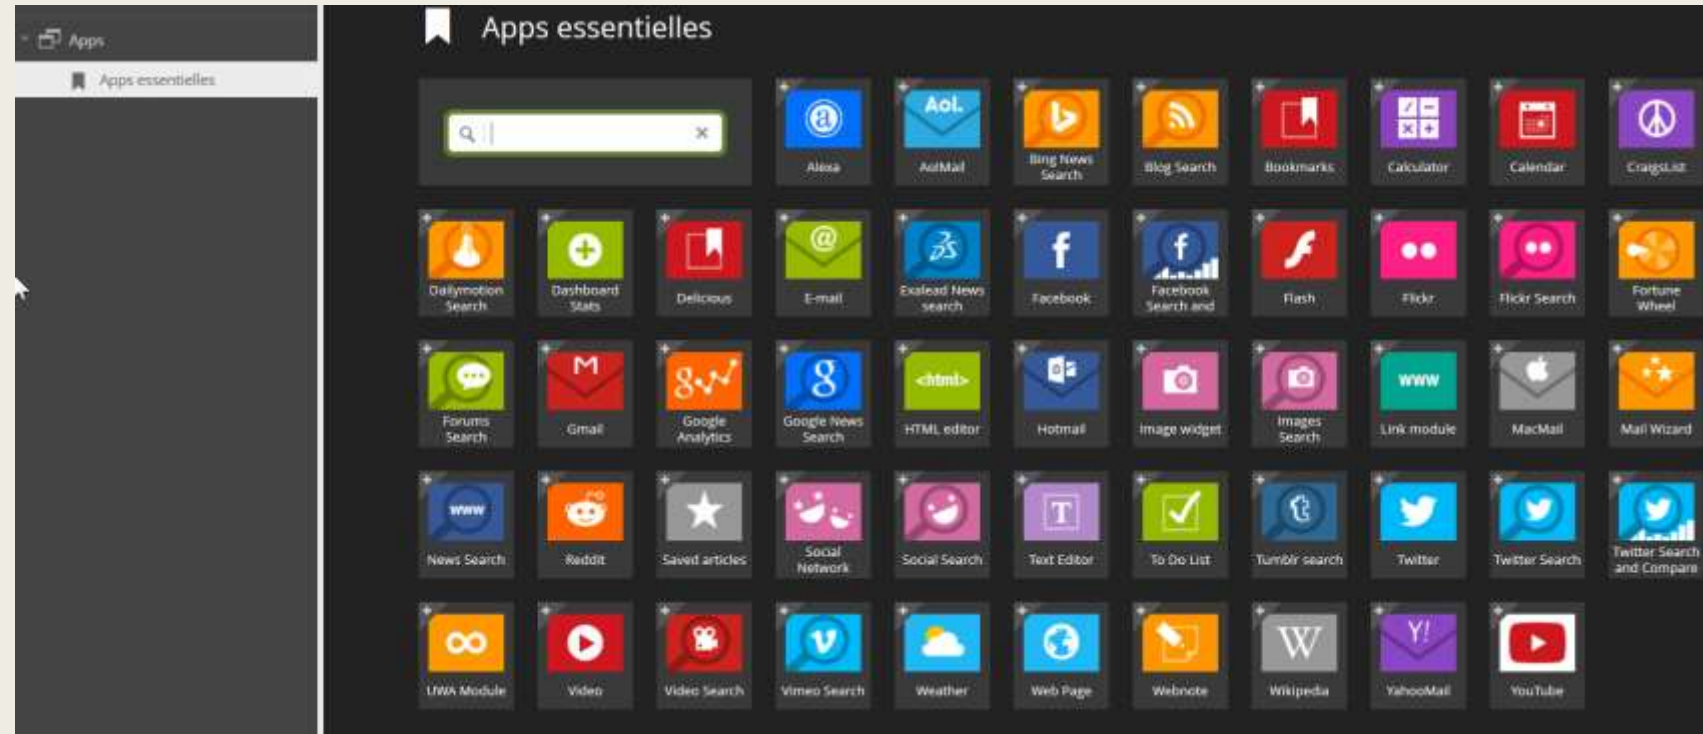 Apps
Apps essentielles
Apps essentielles
Aol.
Alexa
AolMail
Bing News
Search
Blog Search
Bookmarks
Calculator
Calendar
CraigsList
Dailymotion
Search
Dashboard
Stats
Delicious
@
E-mail
Exalead News
search
f
Facebook
f
Facebook
Search and
Flash
Flickr
Flickr Search
Fortune
Wheel
Forums
Search
M
Gmail
g
Google
Analytics
g
Google News
Search
<html>
HTML editor
Hotmail
Image widget
Images
Search
www
Link module
MacMail
Mail Wizard
www
News Search
Reddit
Saved articles
Social
Network
Social Search
T
Text Editor
To Do List
t
Tumblr search
Twitter
Twitter Search
Twitter Search
and Compare
UWA Module
Video
Video Search
v
Vimeo Search
Weather
Web Page
Webnote
W
Wikipedia
Y!
YahooMail
YouTube